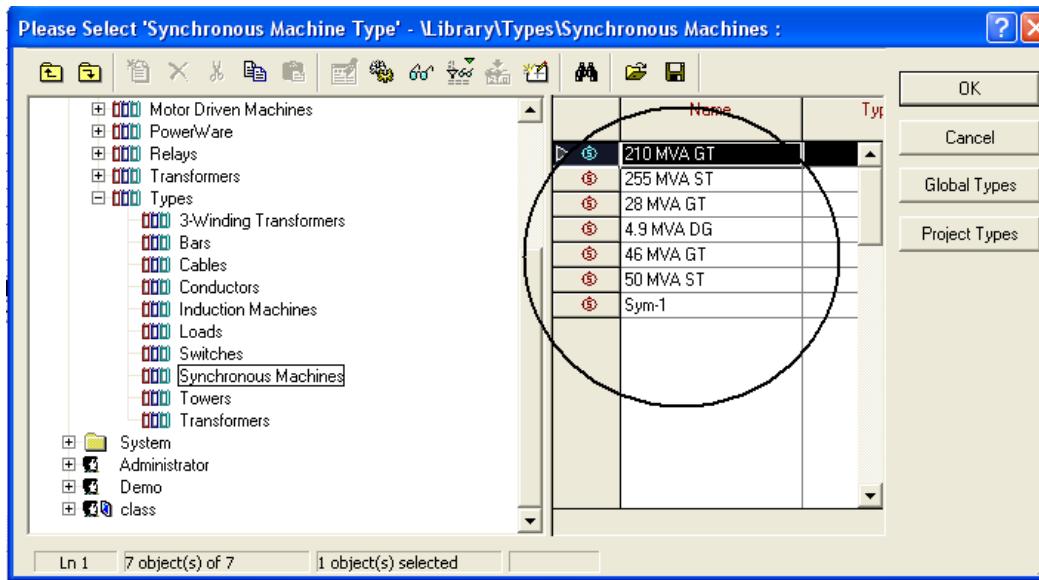 Please Select 'Synchronous Machine Type' - \Library\Types\Synchronous Machines :
OK
Cancel
Global Types
Project Types
Motor Driven Machines
PowerWare
Relays
Transformers
Types
3-Winding Transformers
Bars
Cables
Conductors
Induction Machines
Loads
Switches
Synchronous Machines
Towers
Transformers
System
Administrator
Demo
class
Name Typ
210 MVA GT
255 MVA ST
28 MVA GT
4.9 MVA DG
46 MVA GT
50 MVA ST
Sym-1
Ln 1 7 object(s) of 7 1 object(s) selected